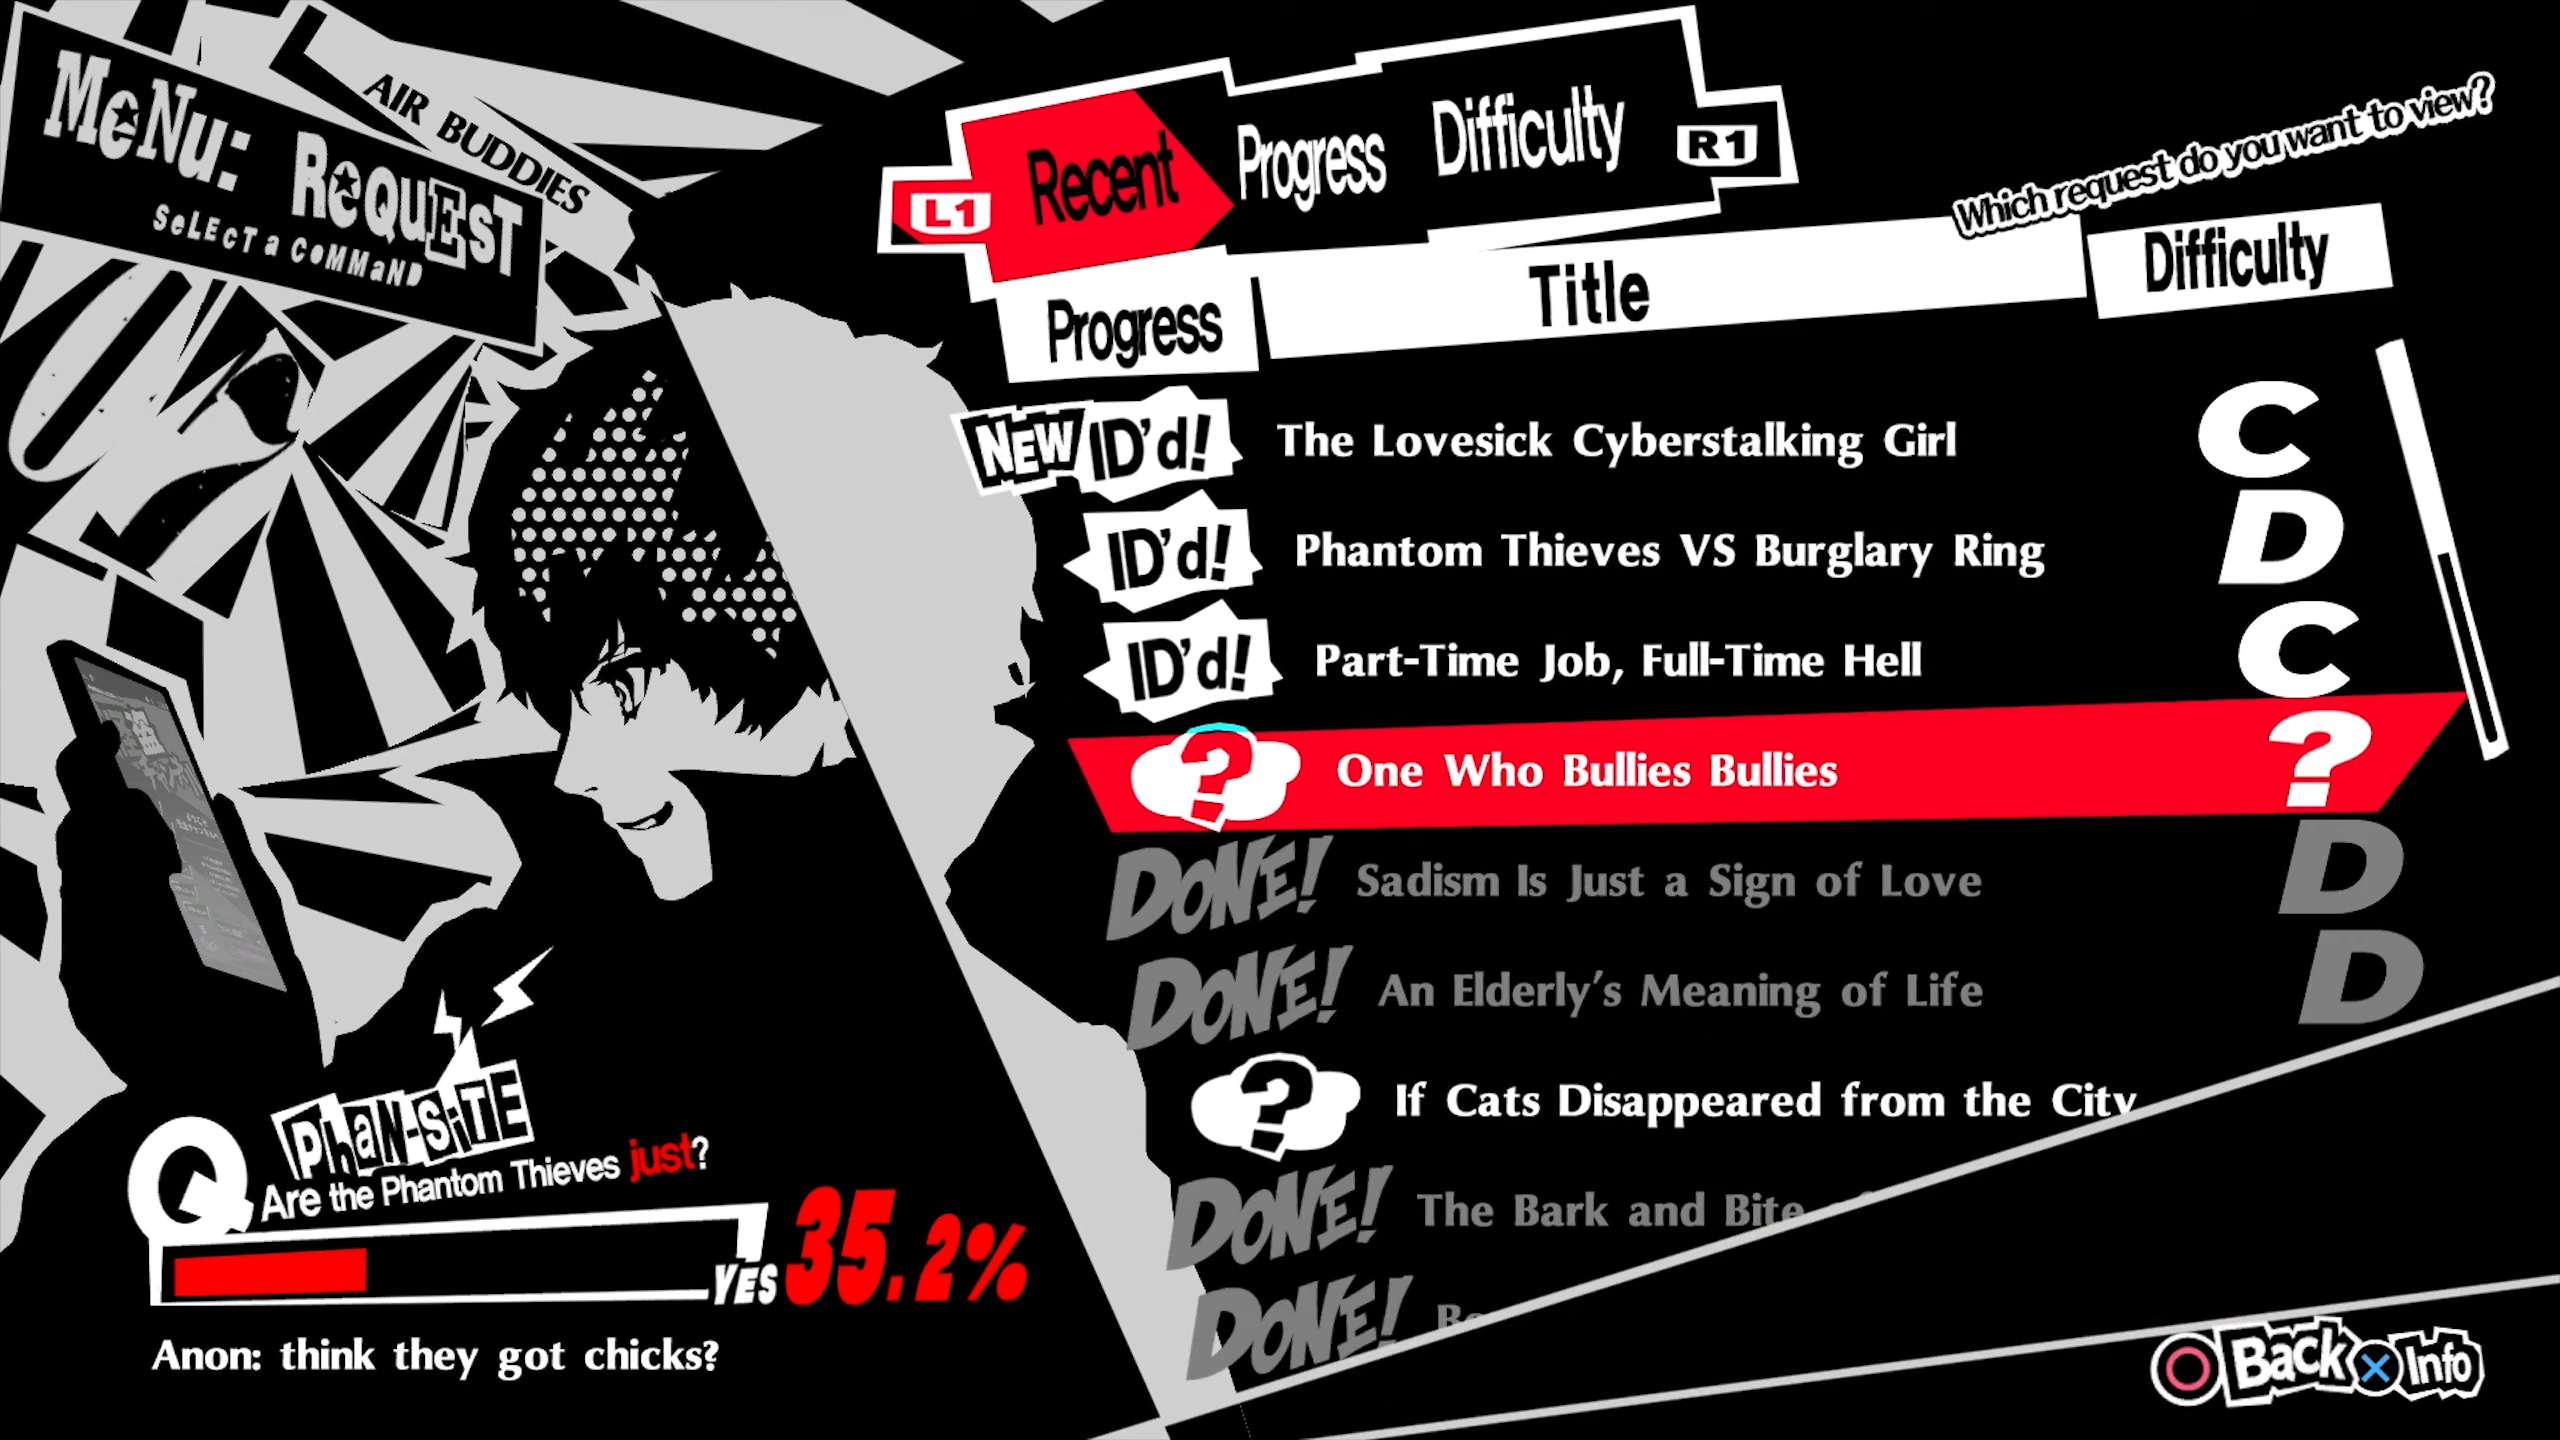 MeNu: ReQuEsT
SeLEcT a CoMMaND
AIR BUDDIES
L1 Recent Progress Difficulty R1
Which request do you want to view?
Progress Title Difficulty
NEW ID'd! The Lovesick Cyberstalking Girl C
ID'd! Phantom Thieves VS Burglary Ring D
ID'd! Part-Time Job, Full-Time Hell C
? One Who Bullies Bullies ?
DONE! Sadism Is Just a Sign of Love D
DONE! An Elderly's Meaning of Life D
? If Cats Disappeared from the City
DONE! The Bark and Bite
DONE!
PhaN-SiTE
Q Are the Phantom Thieves just?
YES 35.2%
Anon: think they got chicks?
Back Info